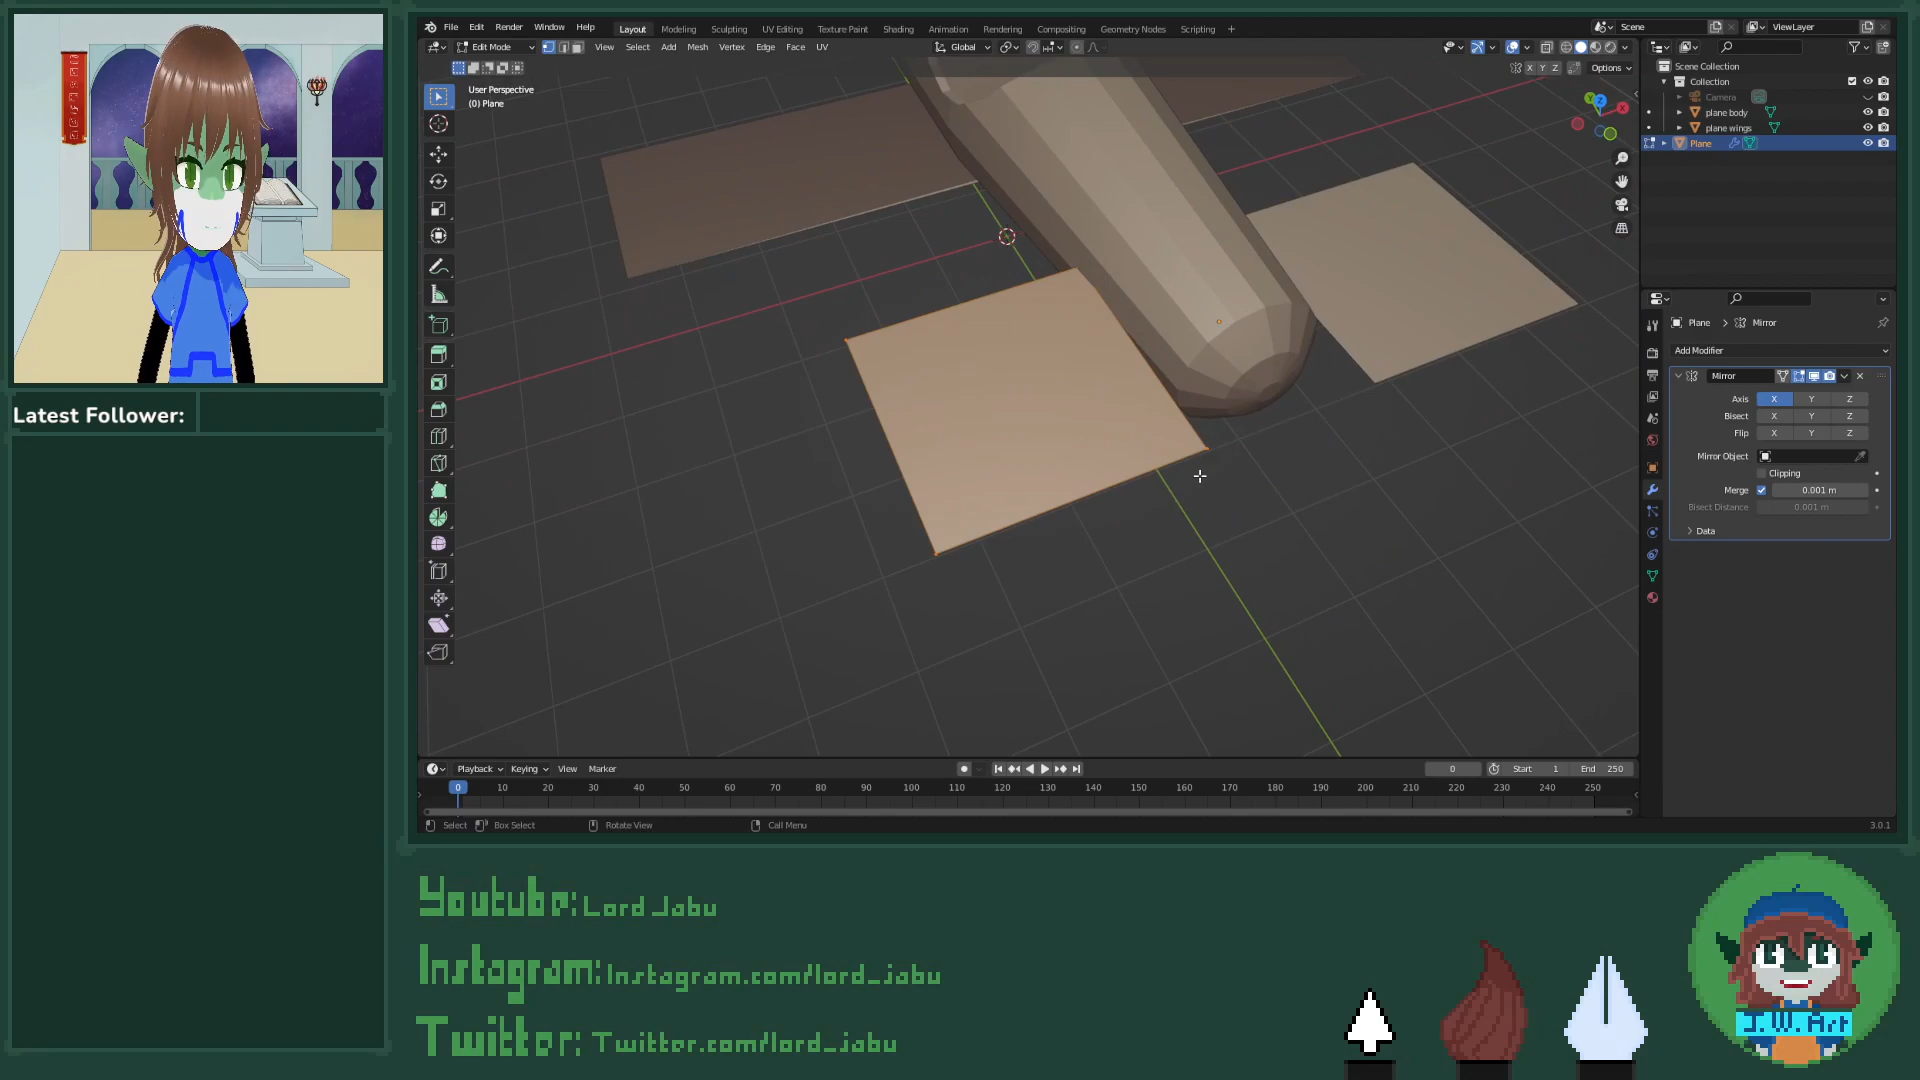 File Edit Render Window Help Layout Modeling Sculpting UV Editing Texture Paint Shading Animation Rendering Compositing Geometry Nodes Scripting + Scene ViewLayer
Edit Mode View Select Add Mesh Vertex Edge Face UV Global
X Y Z Options
User Perspective
(0) Plane
Scene Collection
Collection
Camera
plane body
plane wings
Plane
Plane > Mirror
Add Modifier
Mirror
Axis X Y Z
Bisect X Y Z
Flip X Y Z
Mirror Object
Clipping
Merge 0.001 m
Bisect Distance 0.001 m
Data
Latest Follower:
Playback Keying View Marker 0 Start 1 End 250
0 10 20 30 40 50 60 70 80 90 100 110 120 130 140 150 160 170 180 190 200 210 220 230 240 250
Select Box Select Rotate View Call Menu 3.0.1
Youtube: Lord Jabu
Instagram: Instagram.com/lord_jabu
Twitter: Twitter.com/lord_jabu
J.W. Art